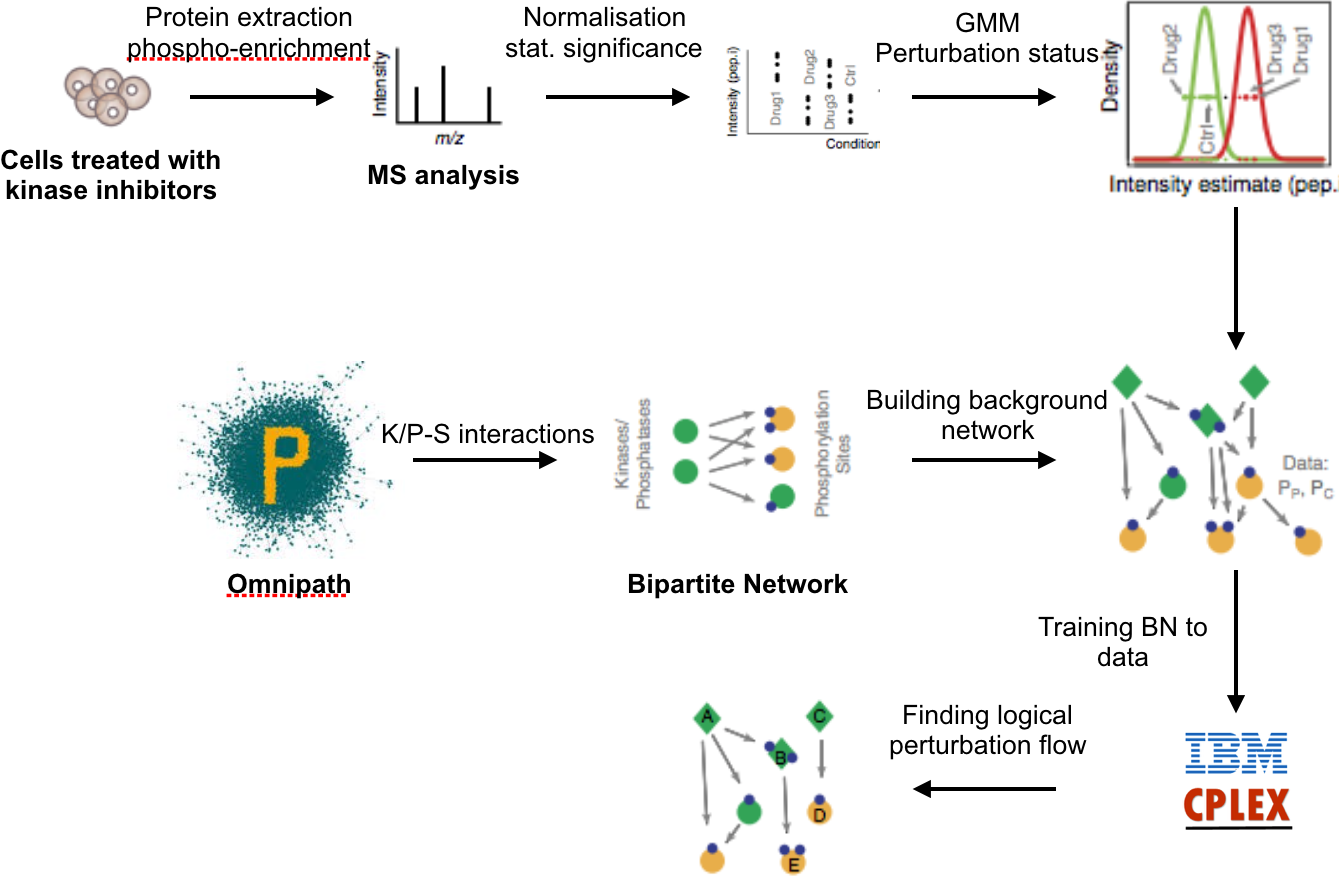 Protein extraction
phospho-enrichment
Normalisation
stat. significance
GMM
Perturbation status
Cells treated with
kinase inhibitors
Intensity
m/z
MS analysis
Intensity (pep.i)
Drug1
Drug2
Drug3
Ctrl
Condition
Density
Drug2
Ctrl
Drug3
Drug1
Intensity estimate (pep.i
P
Omnipath
K/P-S interactions
Kinases/
Phosphatases
Phosphorylation
Sites
Bipartite Network
Building background
network
Data:
PP, PC
Training BN to
data
IBM
CPLEX
Finding logical
perturbation flow
A
C
B
D
E